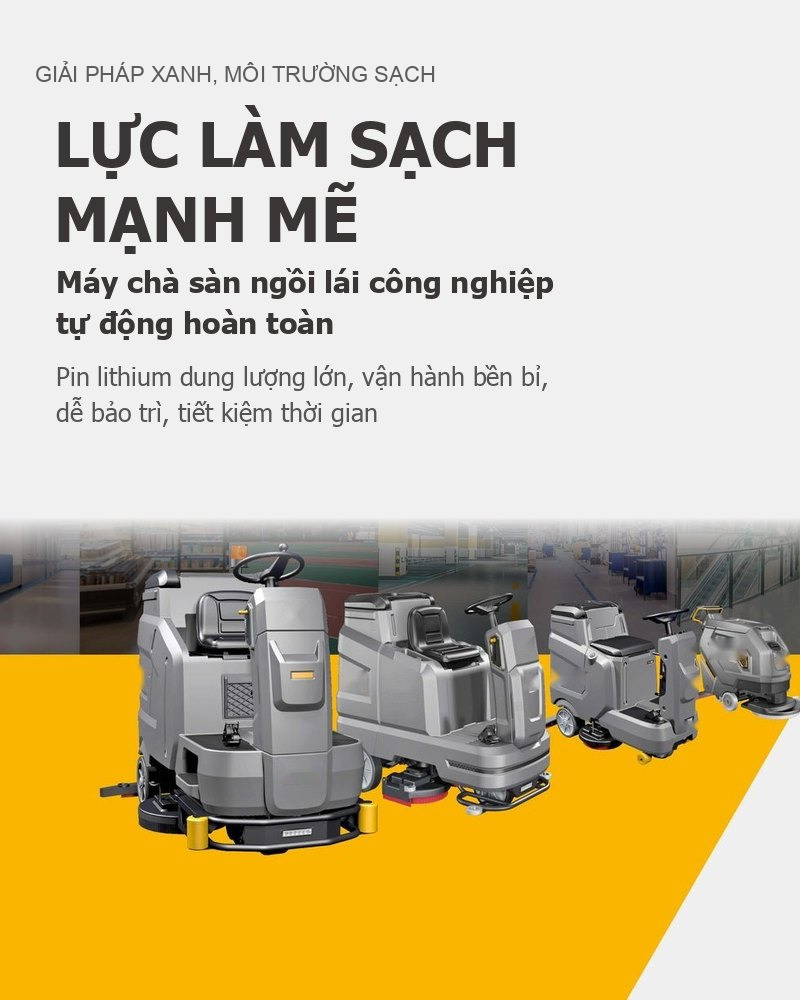 GIẢI PHÁP XANH, MÔI TRƯỜNG SẠCH
LỰC LÀM SẠCH
MẠNH MẼ
Máy chà sàn ngồi lái công nghiệp
tự động hoàn toàn
Pin lithium dung lượng lớn, vận hành bền bỉ,
dễ bảo trì, tiết kiệm thời gian